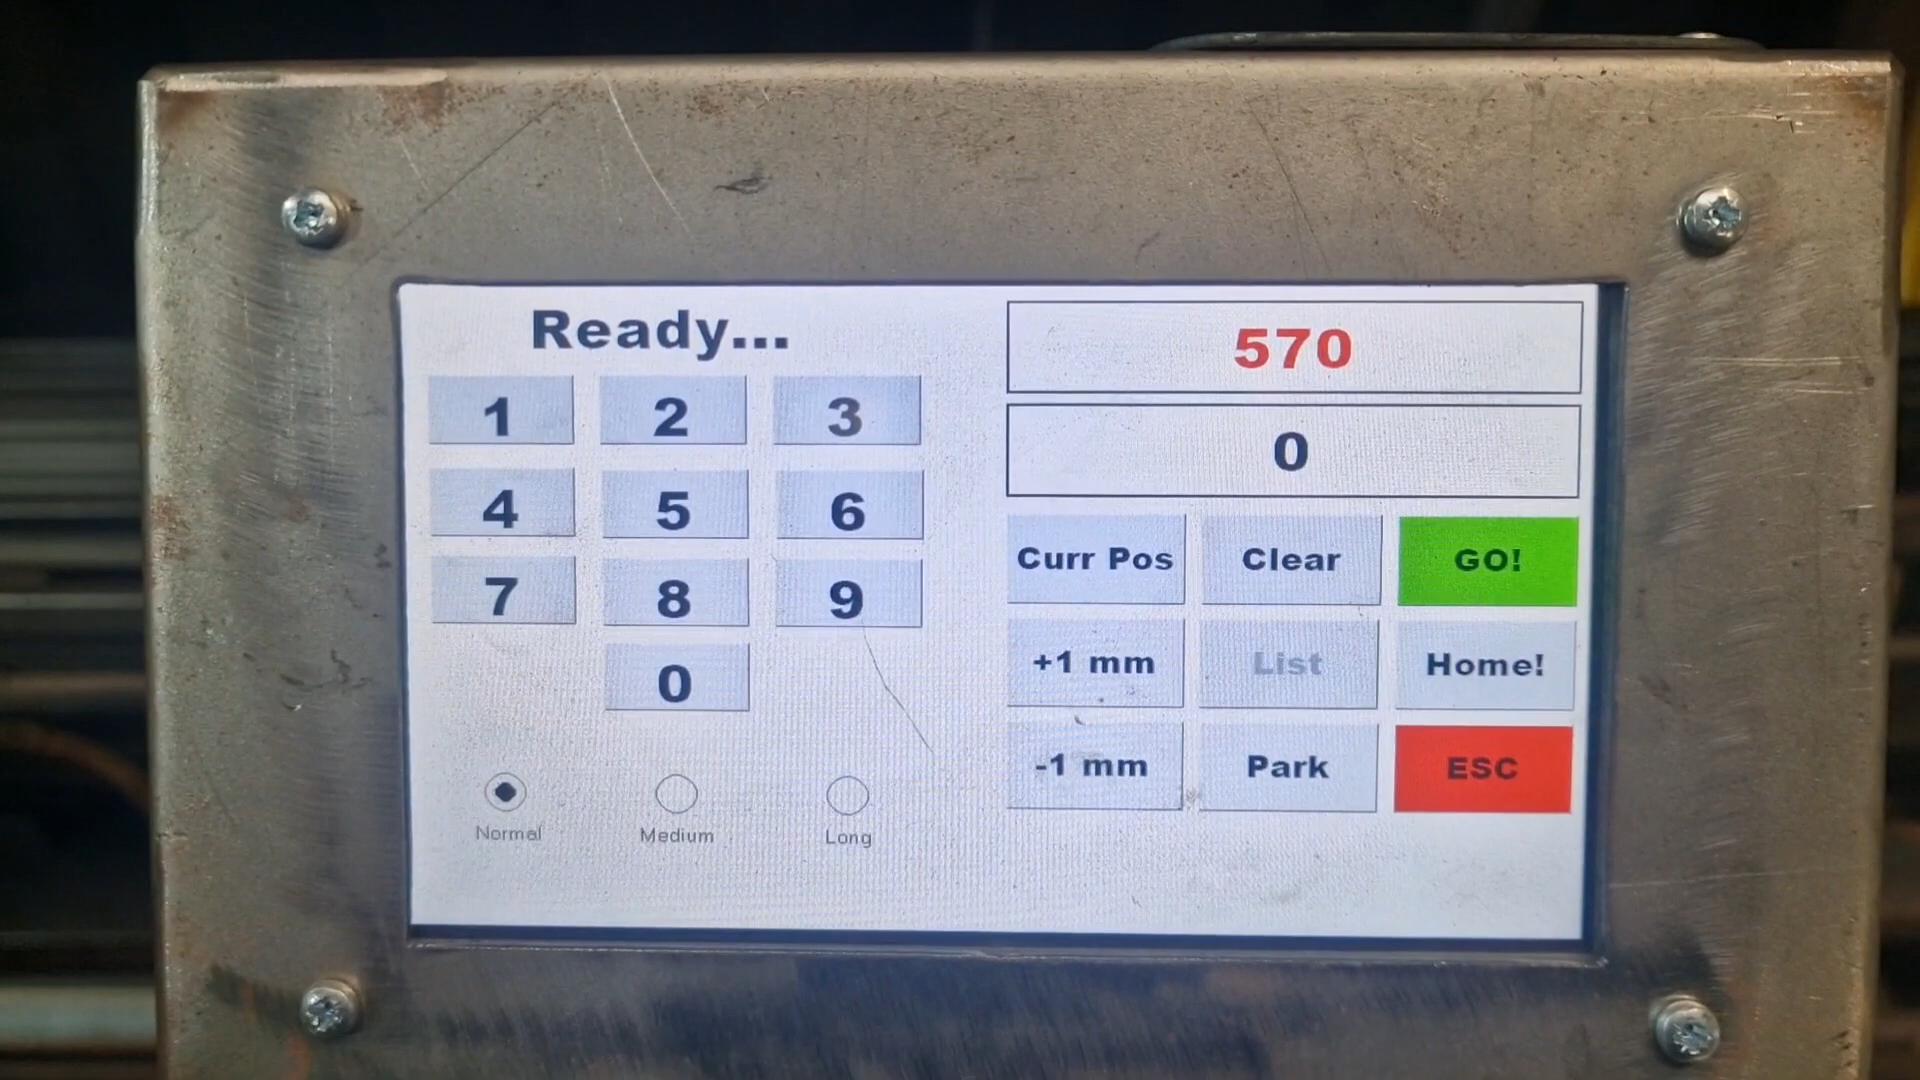 Ready...
570
0
1 2 3
4 5 6
7 8 9
0
Curr Pos Clear GO!
+1 mm List Home!
-1 mm Park ESC
Normal Medium Long